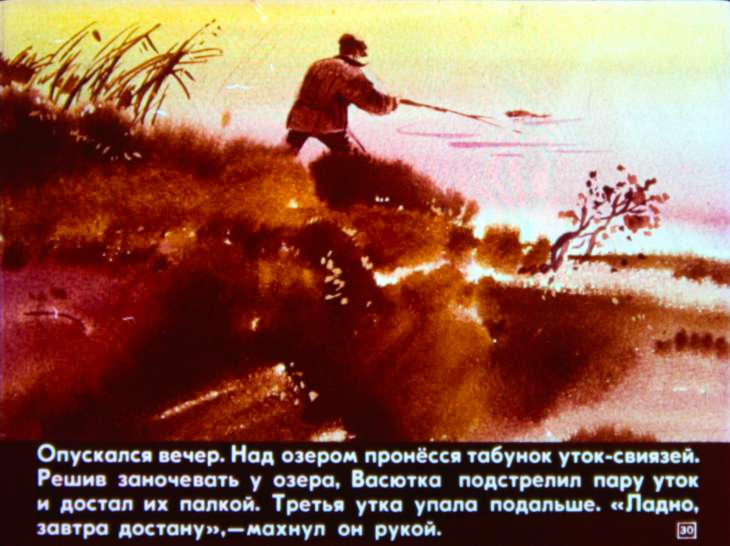 Опускался вечер. Над озером пронёсся табунок уток-свиязей.
Решив заночевать у озера, Васютка подстрелил пару уток
и достал их палкой. Третья утка упала подальше. «Ладно,
завтра достану»,—махнул он рукой.
30